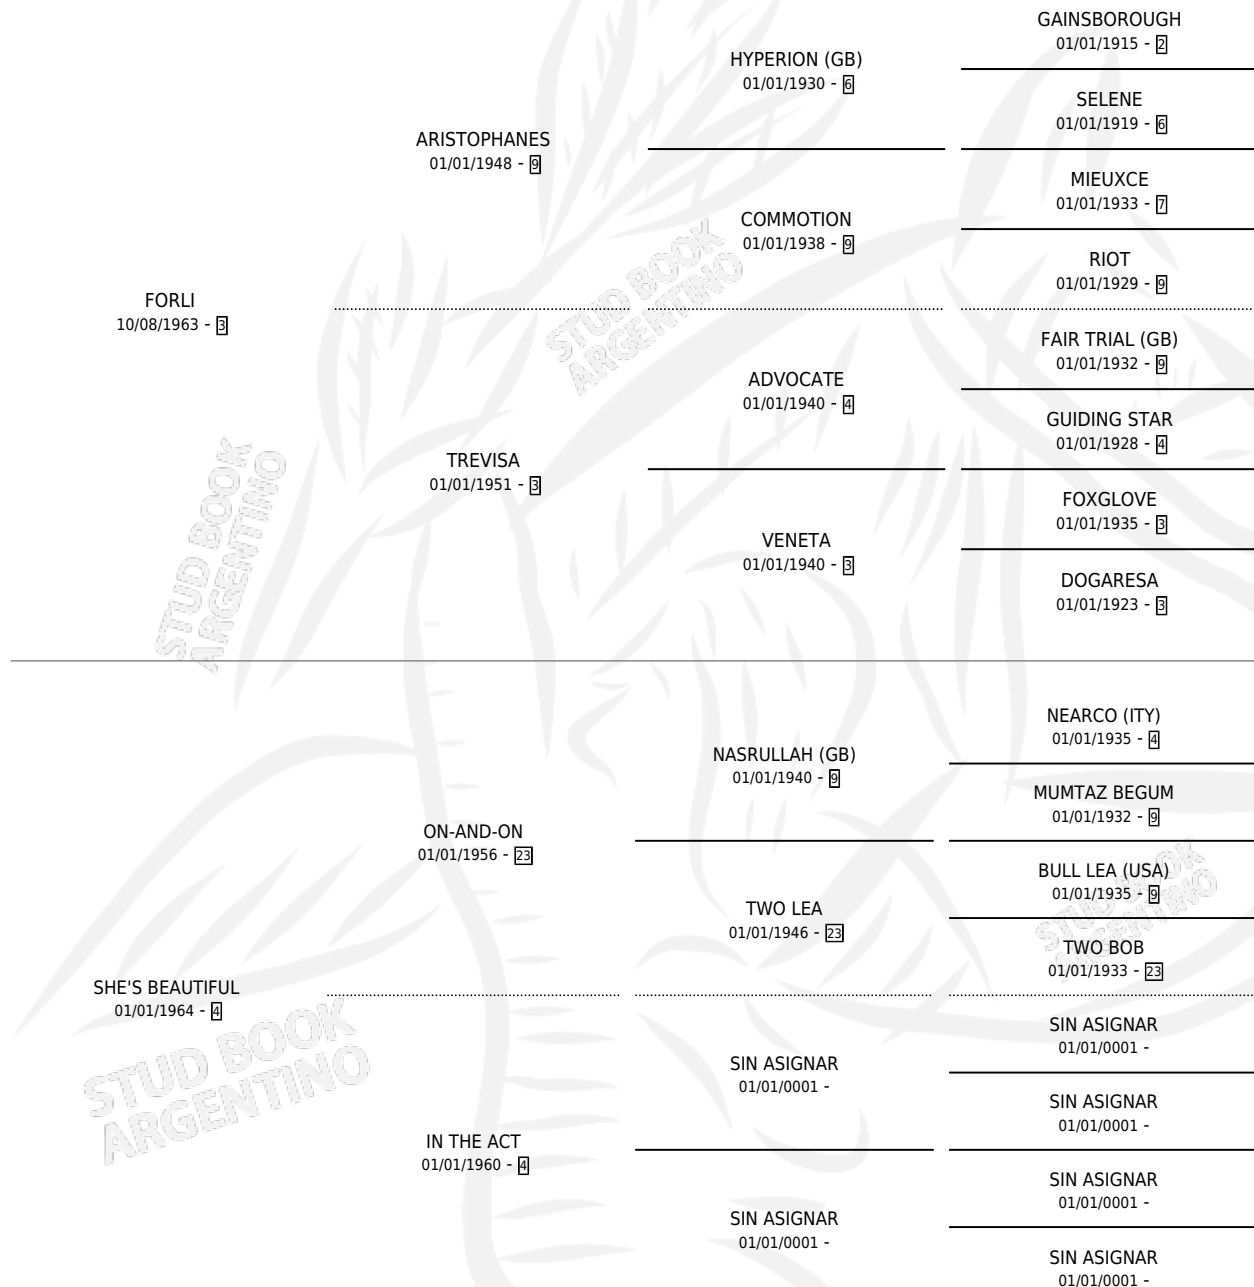 GAINSBOROUGH
01/01/1915 - 2
HYPERION (GB)
01/01/1930 - 6
SELENE
01/01/1919 - 6
ARISTOPHANES
01/01/1948 - 9
MIEUXCE
01/01/1933 - 7
COMMOTION
01/01/1938 - 9
RIOT
01/01/1929 - 9
FORLI
10/08/1963 - 3
FAIR TRIAL (GB)
01/01/1932 - 9
ADVOCATE
01/01/1940 - 4
GUIDING STAR
01/01/1928 - 4
TREVISA
01/01/1951 - 3
FOXGLOVE
01/01/1935 - 3
VENETA
01/01/1940 - 3
DOGARESA
01/01/1923 - 3
NEARCO (ITY)
01/01/1935 - 4
NASRULLAH (GB)
01/01/1940 - 9
MUMTAZ BEGUM
01/01/1932 - 9
ON-AND-ON
01/01/1956 - 23
BULL LEA (USA)
01/01/1935 - 9
TWO LEA
01/01/1946 - 23
TWO BOB
01/01/1933 - 23
SHE'S BEAUTIFUL
01/01/1964 - 4
SIN ASIGNAR
01/01/0001 -
SIN ASIGNAR
01/01/0001 -
SIN ASIGNAR
01/01/0001 -
IN THE ACT
01/01/1960 - 4
SIN ASIGNAR
01/01/0001 -
SIN ASIGNAR
01/01/0001 -
SIN ASIGNAR
01/01/0001 -
STUD BOOK
ARGENTINO
STUD BOOK
ARGENTINO
STUD BOOK
ARGENTINO
STUD BOOK
ARGENTINO